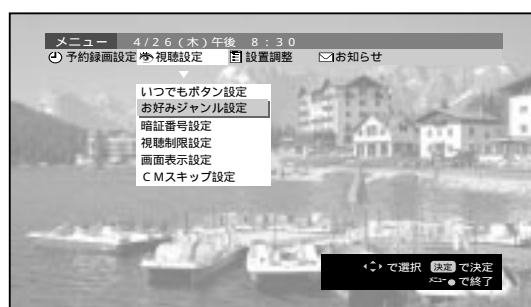 メニュー 4/26(木)午後 8:30
予約録画設定 視聴設定 設置調整 お知らせ
いつでもボタン設定
お好みジャンル設定
暗証番号設定
視聴制限設定
画面表示設定
CMスキップ設定
で選択 決定 で決定
メニュー で終了